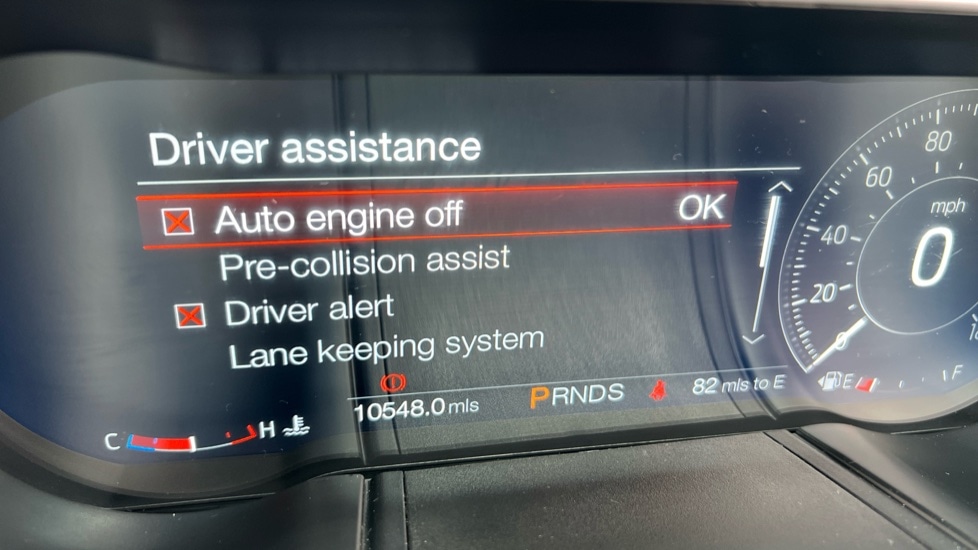 Driver assistance
Auto engine off OK
Pre-collision assist
Driver alert
Lane keeping system
10548.0 mls PRNDS 82 mls to E
C H
80
60
40
20
0
mph
0
E F